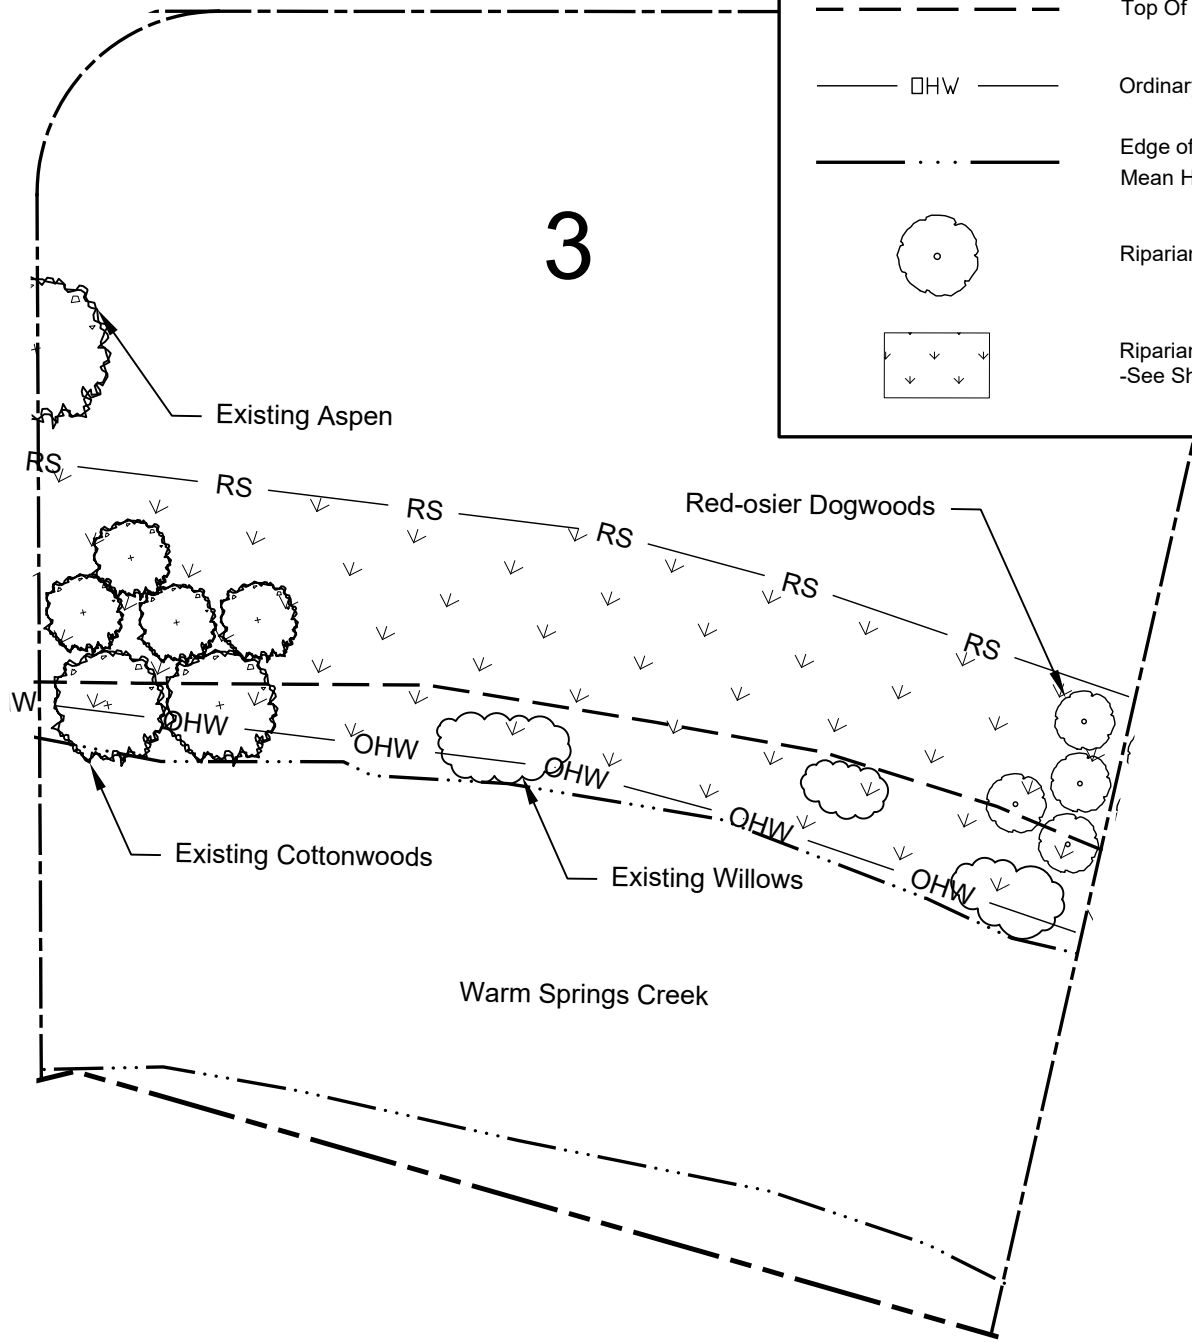 Top Of
OHW
Ordinar
Edge of
Mean H
Riparian
Riparian
-See Sh
3
Existing Aspen
RS
RS
RS
RS
RS
RS
Red-osier Dogwoods
W
OHW
OHW
OHW
OHW
OHW
Existing Cottonwoods
Existing Willows
Warm Springs Creek